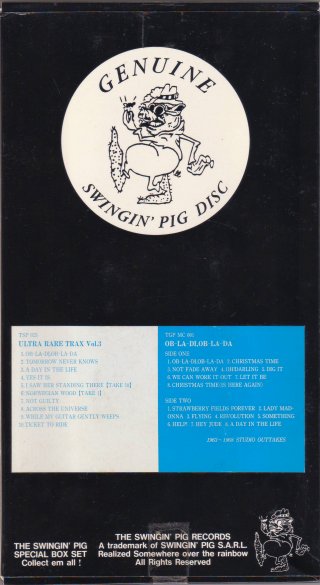 GENUINE
SWINGIN' PIG DISC
TSP 025
ULTRA RARE TRAX Vol.3
1.OB-LA-DI,OB-LA-DA
2.TOMORROW NEVER KNOWS
3.A DAY IN THE LIFE
4.YES IT IS
5.I SAW HER STANDING THERE【TAKE 10】
6.NORWEGIAN WOOD【TAKE 1】
7.NOT GUILTY
8.ACROSS THE UNIVERSE
9.WHILE MY GUITAR GENTLY WEEPS
10.TICKET TO RIDE
TGP MC 001
OB-LA-DI,OB-LA-DA
SIDE ONE
1.OB-LA-DI,OB-LA-DA 2.CHRISTMAS TIME
3.NOT FADE AWAY 4.OH!DARLING 5.DIG IT
6.WE CAN WORK IT OUT 7.LET IT BE
8.CHRISTMAS TIME(IS HERE AGAIN)
SIDE TWO
1.STRAWBERRY FIELDS FOREVER 2.LADY MAD-
ONNA 3.FLYING 4.REVOLUTION 5.SOMETHING
6.HELP! 7.HEY JUDE 8.A DAY IN THE LIFE
STUDIO OUTTAKES
THE SWINGIN' PIG
SPECIAL BOX SET
Collect em all !
THE SWINGIN' PIG RECORDS
A trademark of SWINGIN' PIG S.A.R.L.
Realized Somewhere over the rainbow
All Rights Reserved